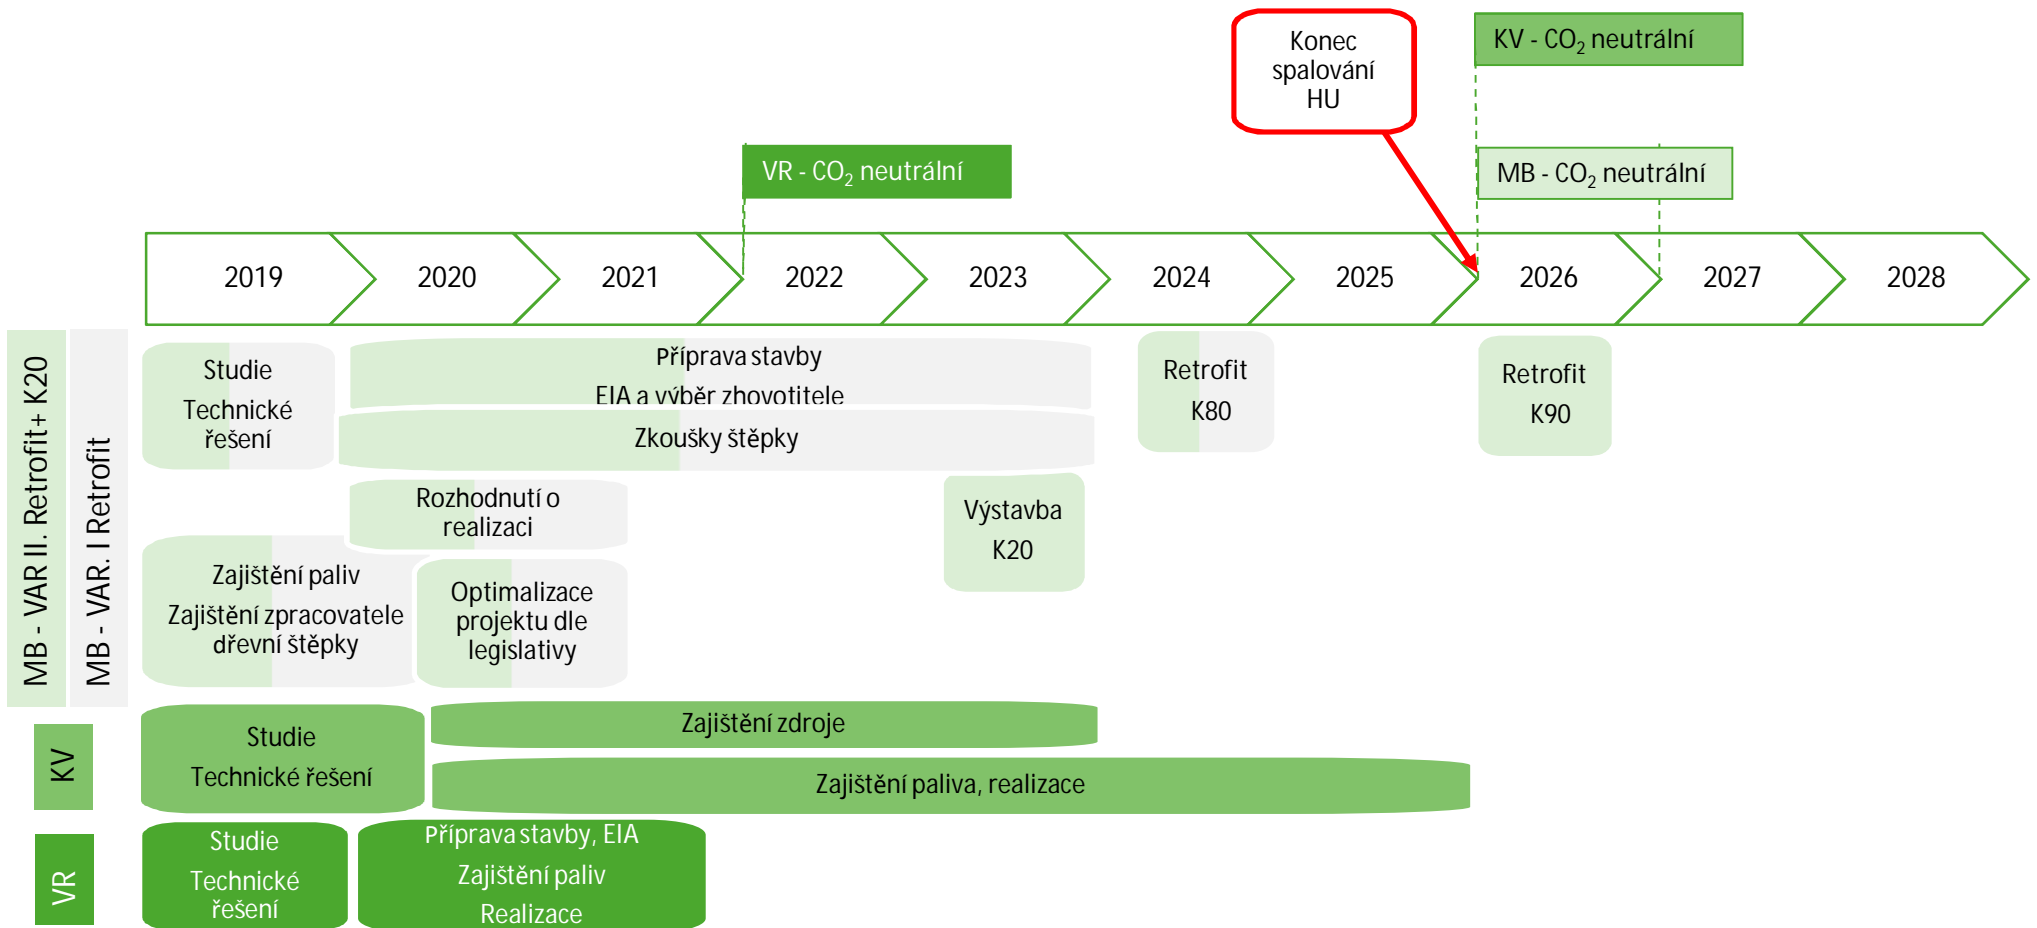 Konec
spalování
HU
KV - CO₂ neutrální
VR - CO₂ neutrální
MB - CO₂ neutrální
2019
2020
2021
2022
2023
2024
2025
2026
2027
2028
MB - VAR II. Retrofit+ K20
MB - VAR. I Retrofit
Studie
Technické
řešení
Příprava stavby
EIA a výběr zhovotitele
Zkoušky štěpky
Retrofit
K80
Retrofit
K90
Rozhodnutí o
realizaci
Výstavba
K20
Zajištění paliv
Zajištění zpracovatele
dřevní štěpky
Optimalizace
projektu dle
legislativy
KV
Studie
Technické řešení
Zajištění zdroje
Zajištění paliva, realizace
VR
Studie
Technické
řešení
Příprava stavby, EIA
Zajištění paliv
Realizace